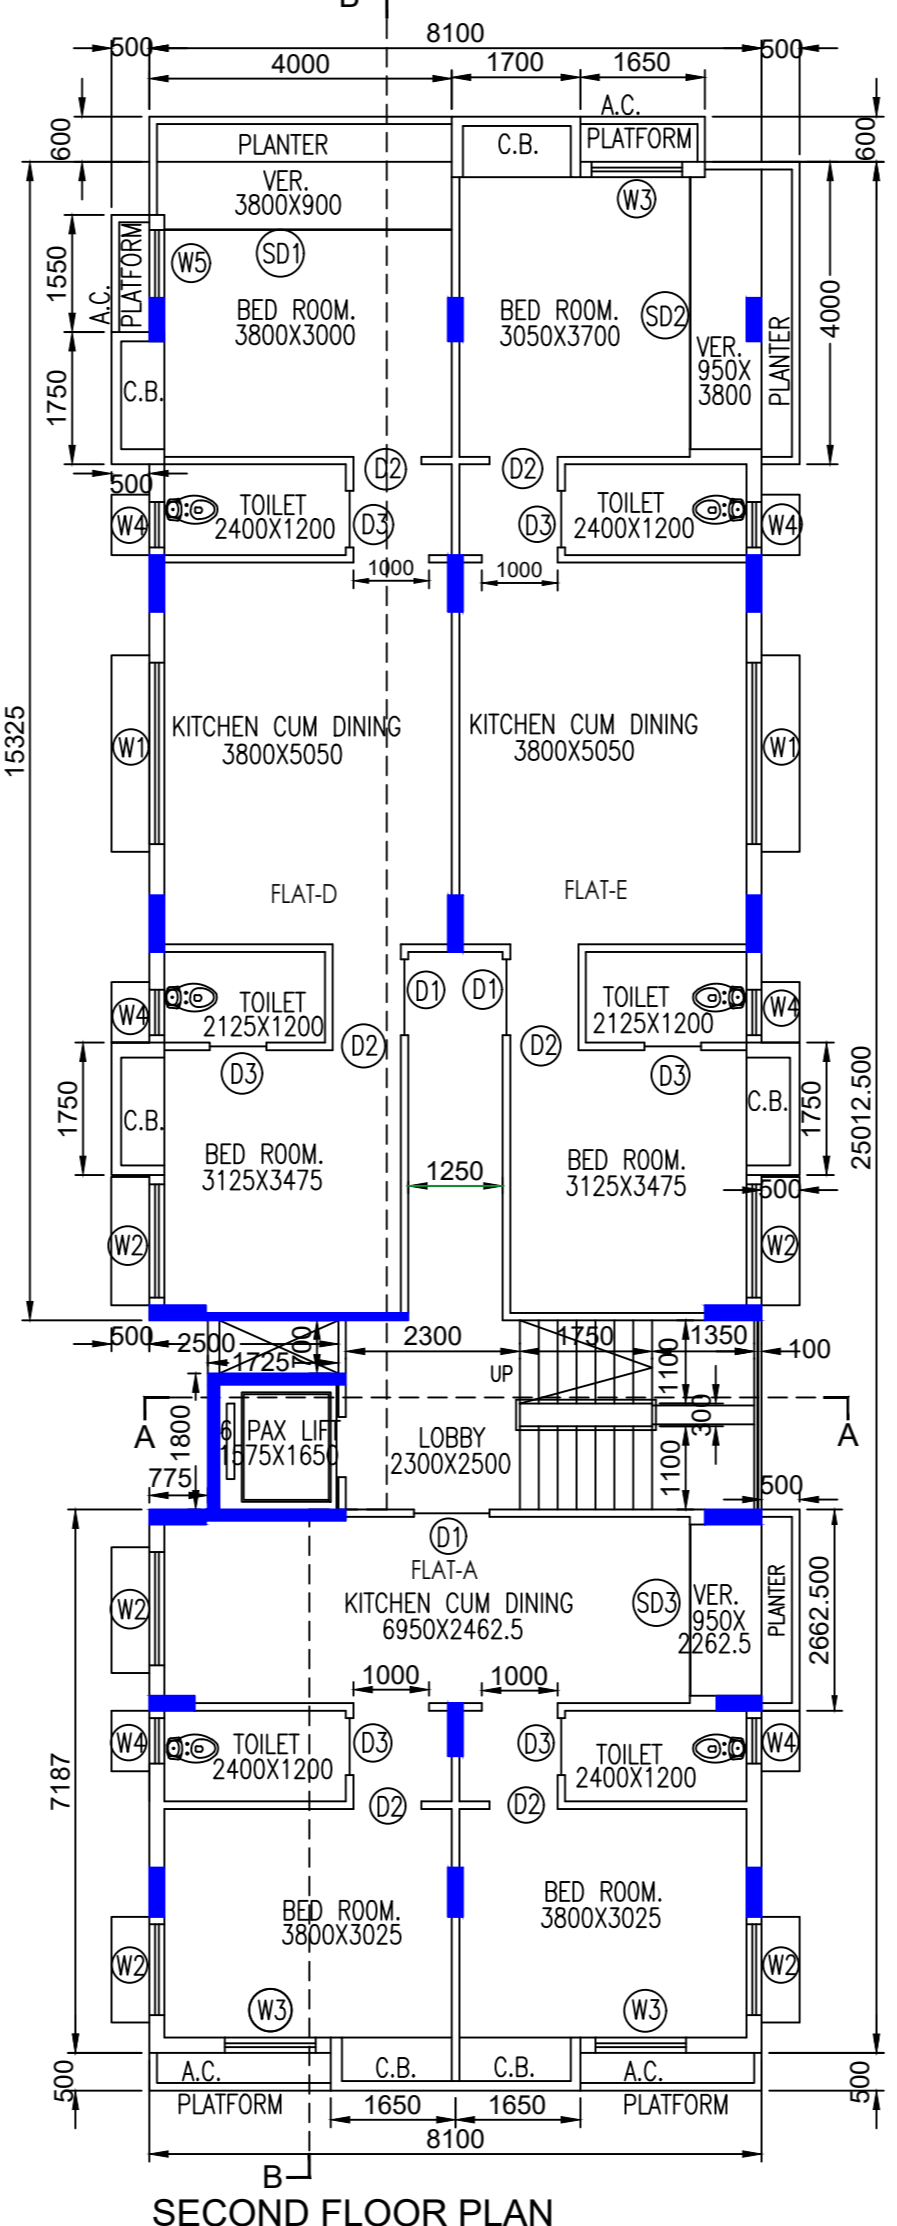 B
500
8100
500
4000
1700
1650
A.C.
PLATFORM
600
PLANTER
C.B.
600
VER.
3800X900
W3
W5
SD1
1550
A.C.
PLATFORM
BED ROOM.
3800X3000
BED ROOM.
3050X3700
SD2
VER.
950X
3800
PLANTER
4000
1750
C.B.
500
D2
D2
W4
TOILET
2400X1200
D3
D3
TOILET
2400X1200
W4
1000
1000
15325
W1
KITCHEN CUM DINING
3800X5050
KITCHEN CUM DINING
3800X5050
W1
FLAT-D
FLAT-E
W4
TOILET
2125X1200
D1
D1
TOILET
2125X1200
W4
D2
D2
D3
D3
1750
C.B.
C.B.
1750
25012.500
BED ROOM.
3125X3475
1250
BED ROOM.
3125X3475
500
W2
W2
500
2500
1725
700
2300
1750
1350
100
UP
1100
A
1800
6 PAX LIFT
1575X1650
LOBBY
2300X2500
300
A
775
1100
500
D1
FLAT-A
KITCHEN CUM DINING
6950X2462.5
W2
SD3
VER.
950X
2262.5
PLANTER
2662.500
1000
1000
W4
TOILET
2400X1200
D3
D3
TOILET
2400X1200
W4
7187
D2
D2
BED ROOM.
3800X3025
BED ROOM.
3800X3025
W2
W2
W3
W3
500
A.C.
PLATFORM
C.B.
C.B.
A.C.
PLATFORM
500
1650
1650
8100
B
SECOND FLOOR PLAN